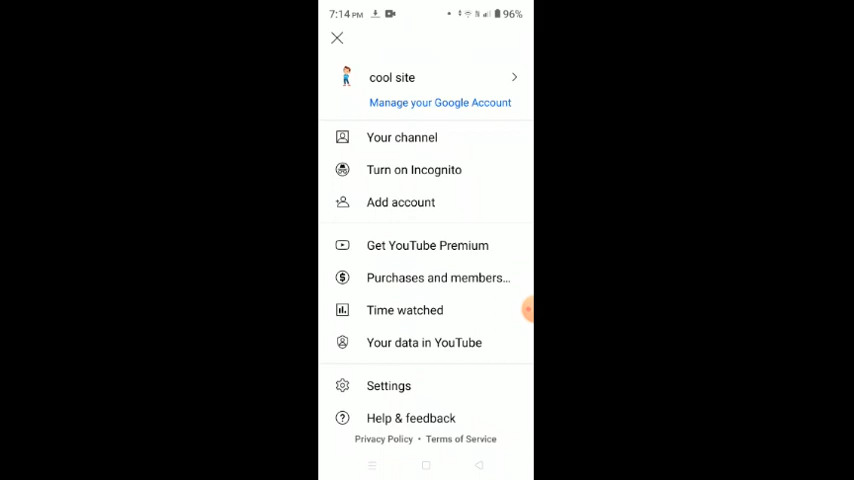 7:14 PM 96%
cool site
Manage your Google Account
Your channel
Turn on Incognito
Add account
Get YouTube Premium
Purchases and members...
Time watched
Your data in YouTube
Settings
Help & feedback
Privacy Policy • Terms of Service